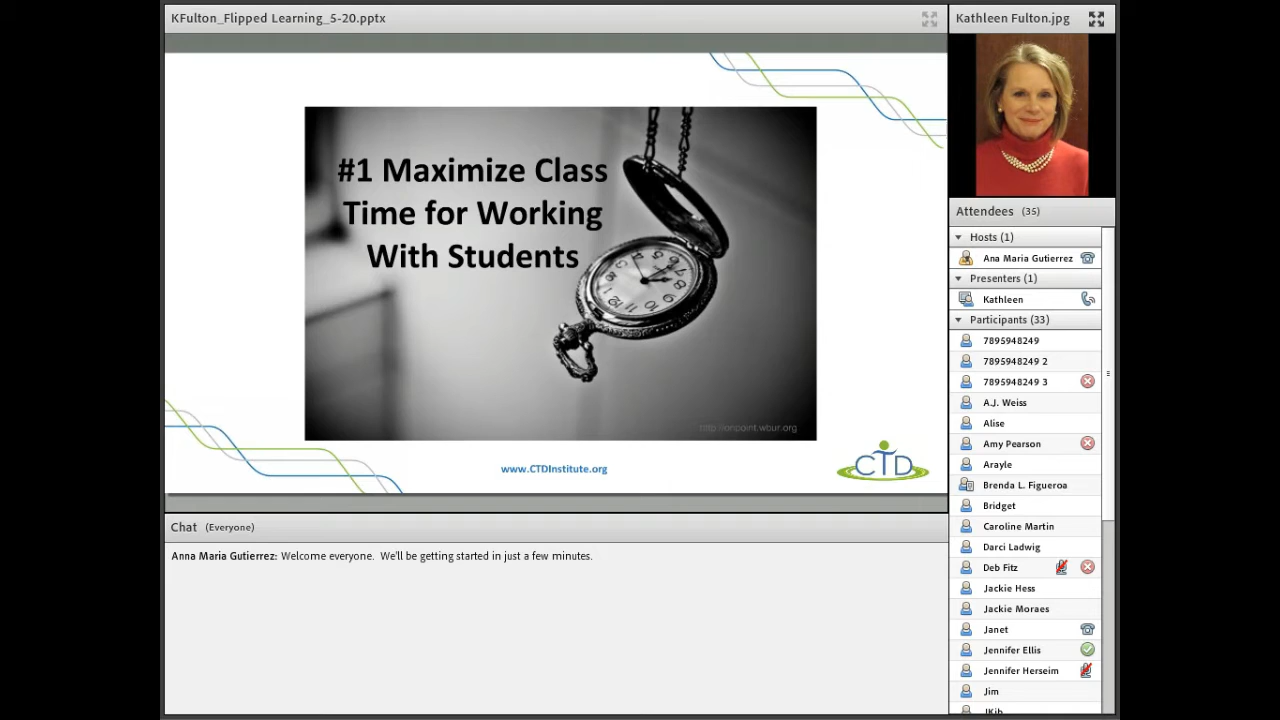 KFulton_Flipped Learning_5-20.pptx
#1 Maximize Class
Time for Working
With Students
http://onpoint.wbur.org
www.CTDInstitute.org
CTD
Chat (Everyone)
Anna Maria Gutierrez: Welcome everyone. We'll be getting started in just a few minutes.
Kathleen Fulton.jpg
Attendees (35)
Hosts (1)
Ana Maria Gutierrez
Presenters (1)
Kathleen
Participants (33)
7895948249
7895948249 2
7895948249 3
A.J. Weiss
Alise
Amy Pearson
Arayle
Brenda L. Figueroa
Bridget
Caroline Martin
Darci Ladwig
Deb Fitz
Jackie Hess
Jackie Moraes
Janet
Jennifer Ellis
Jennifer Herseim
Jim